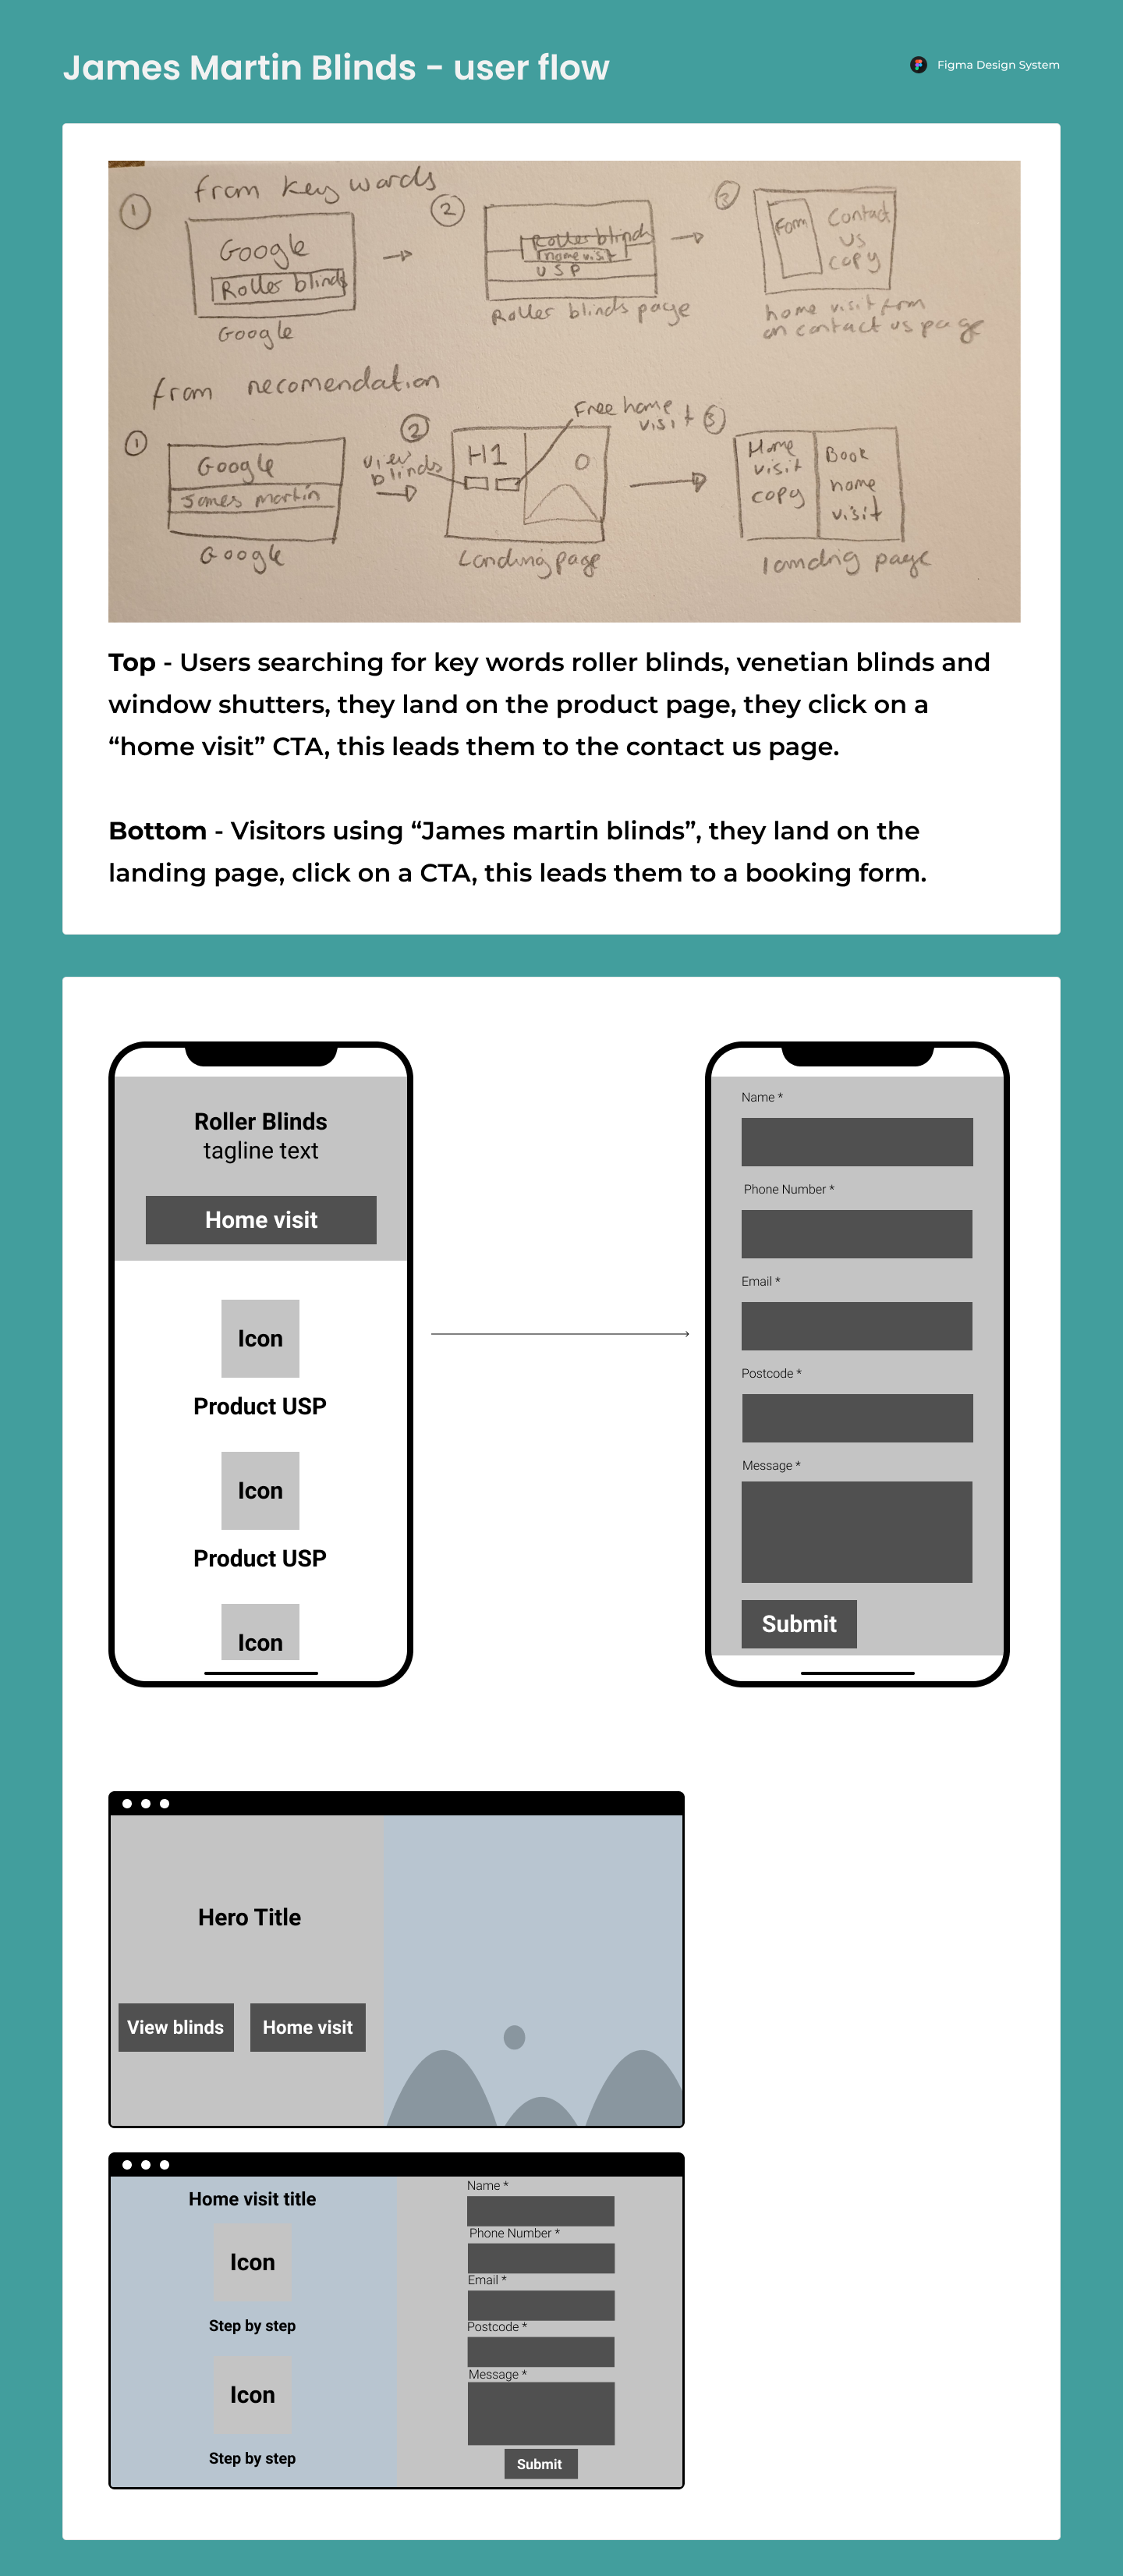 James Martin Blinds - user flow
Figma Design System
from key words
1
Google
Roller blinds
Google
2
Roller blinds
home visit
USP
Roller blinds page
3
Form
Contact
us
copy
home visit form
on contact us page
from recomendation
1
Google
James martin
Google
view
blinds
2
H1
Free home
visit
Landing page
3
Home
visit
copy
Book
home
visit
landing page
Top - Users searching for key words roller blinds, venetian blinds and
window shutters, they land on the product page, they click on a
“home visit” CTA, this leads them to the contact us page.
Bottom - Visitors using “James martin blinds”, they land on the
landing page, click on a CTA, this leads them to a booking form.
Roller Blinds
tagline text
Home visit
Icon
Product USP
Icon
Product USP
Icon
Name *
Phone Number *
Email *
Postcode *
Message *
Submit
Hero Title
View blinds
Home visit
Home visit title
Icon
Step by step
Icon
Step by step
Name *
Phone Number *
Email *
Postcode *
Message *
Submit